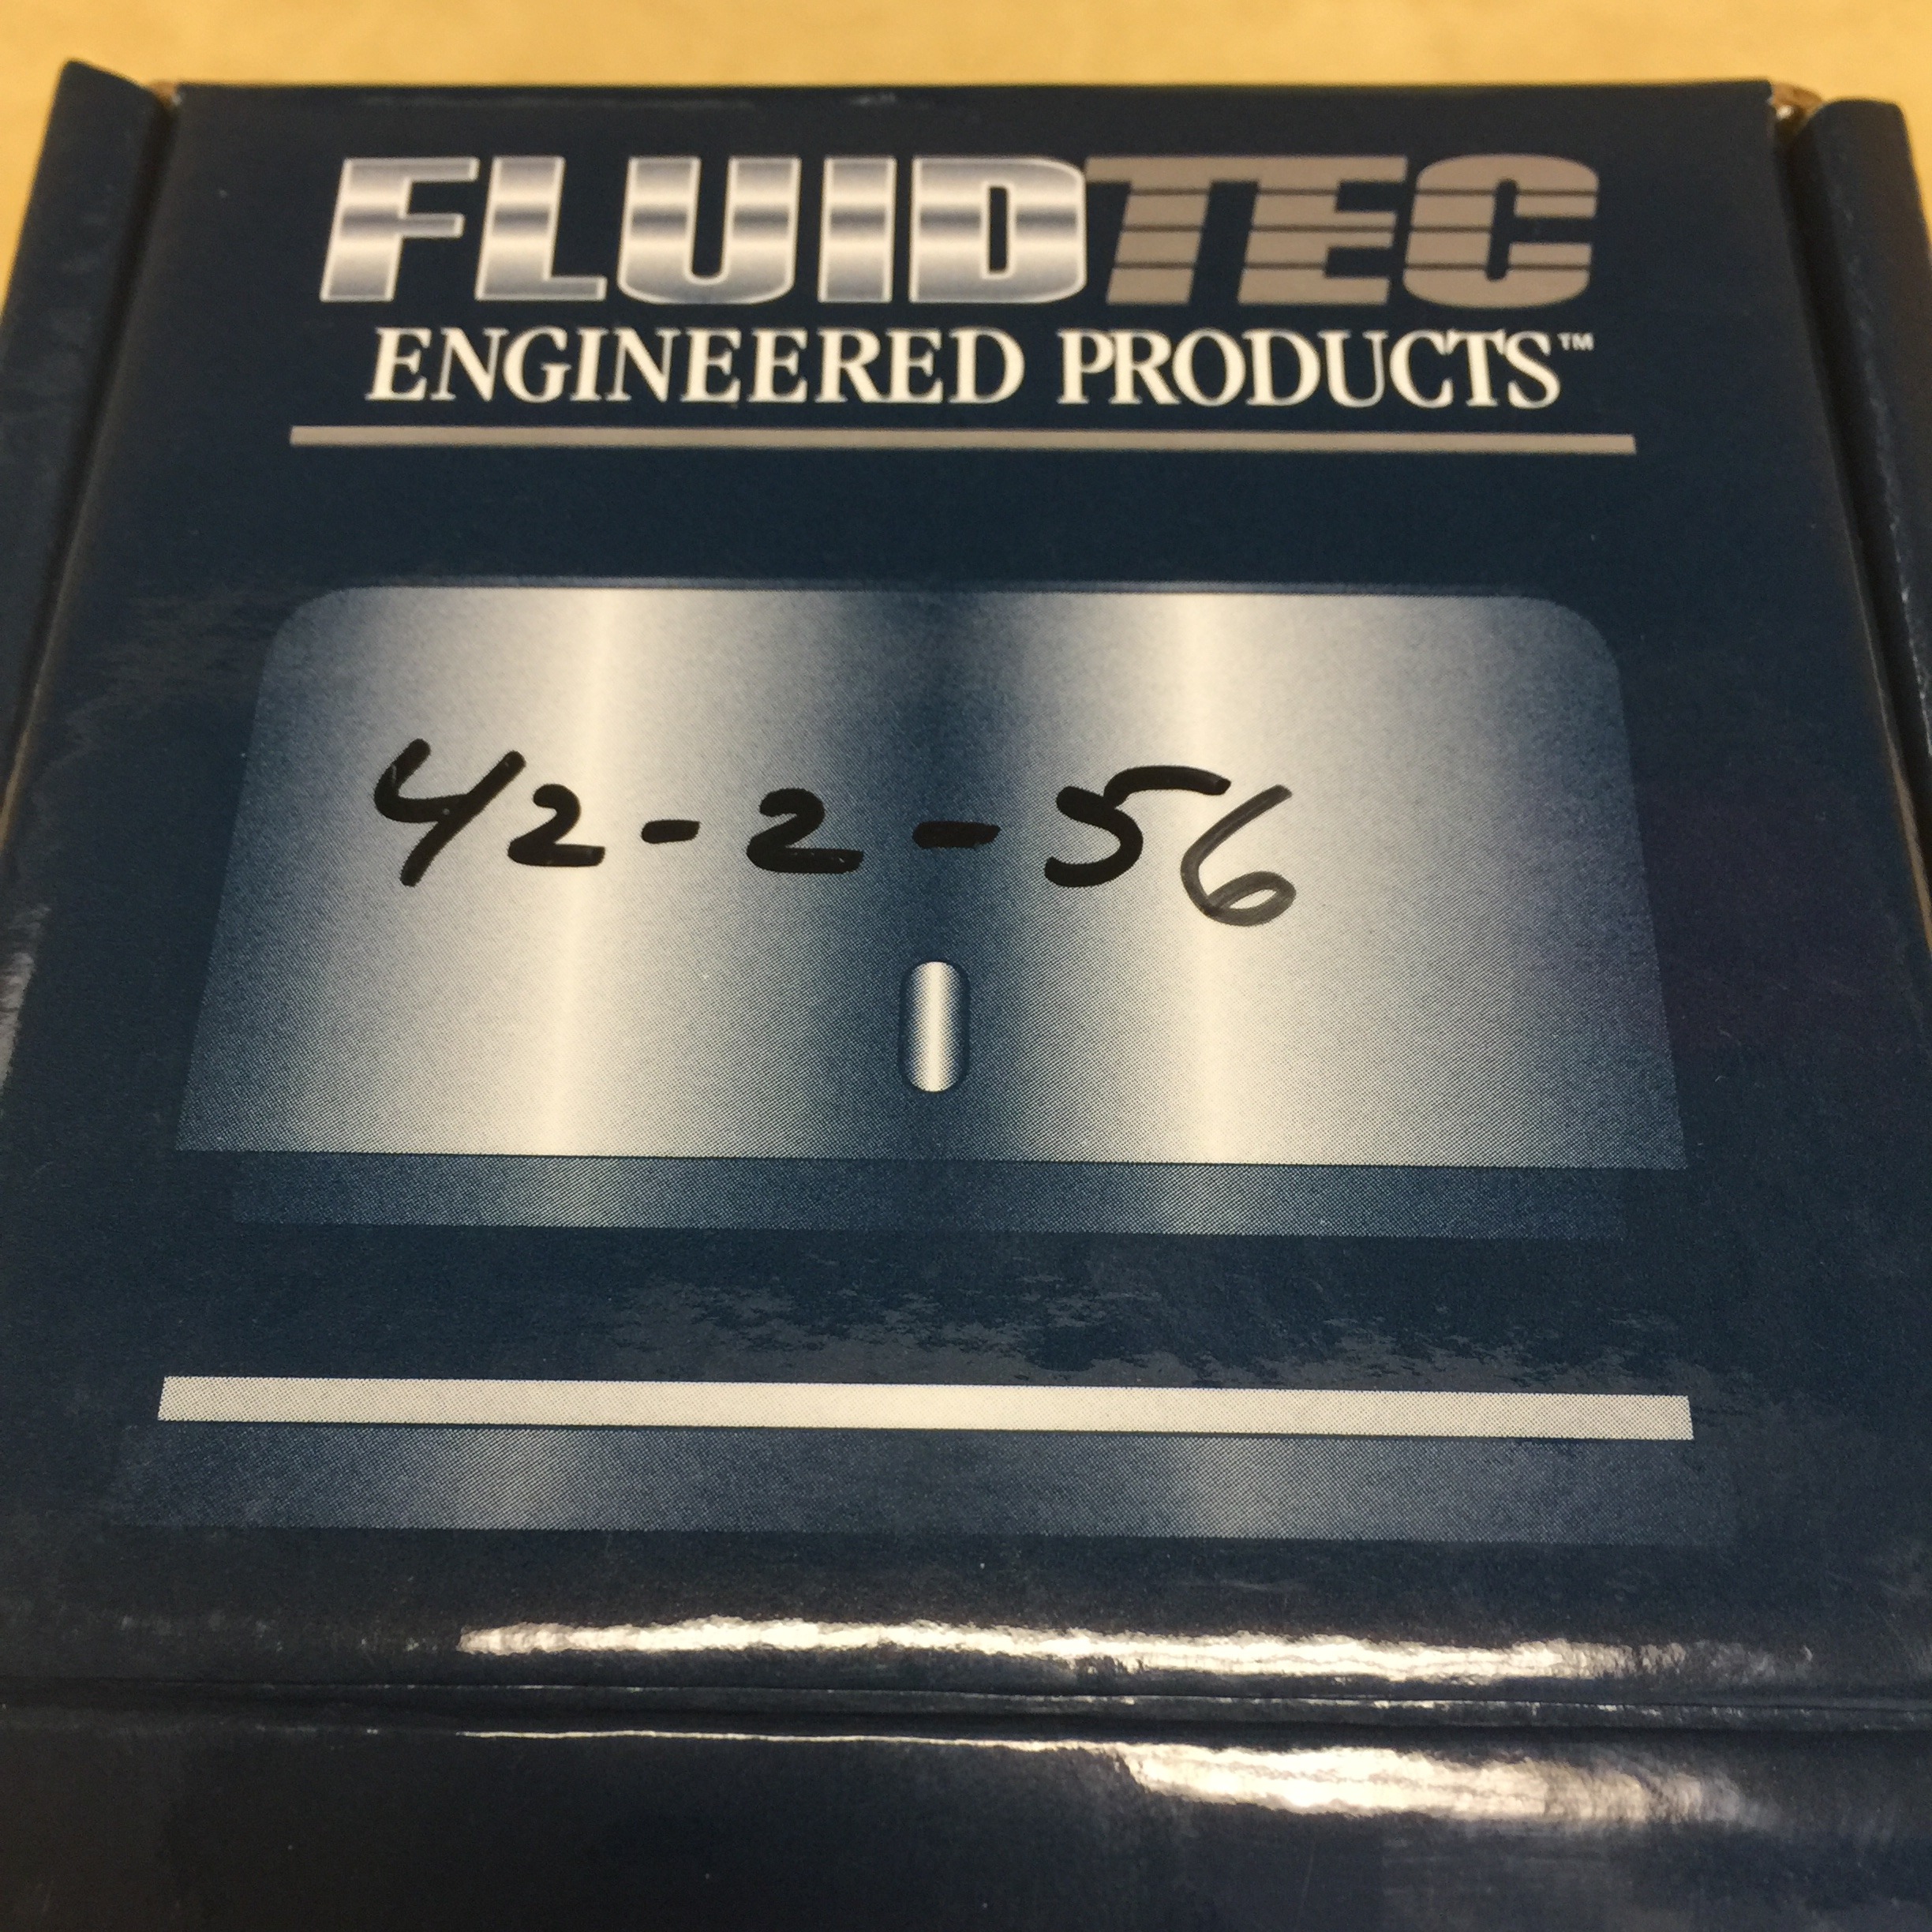 FLUIDTEC
ENGINEERED PRODUCTS™
42-2-56